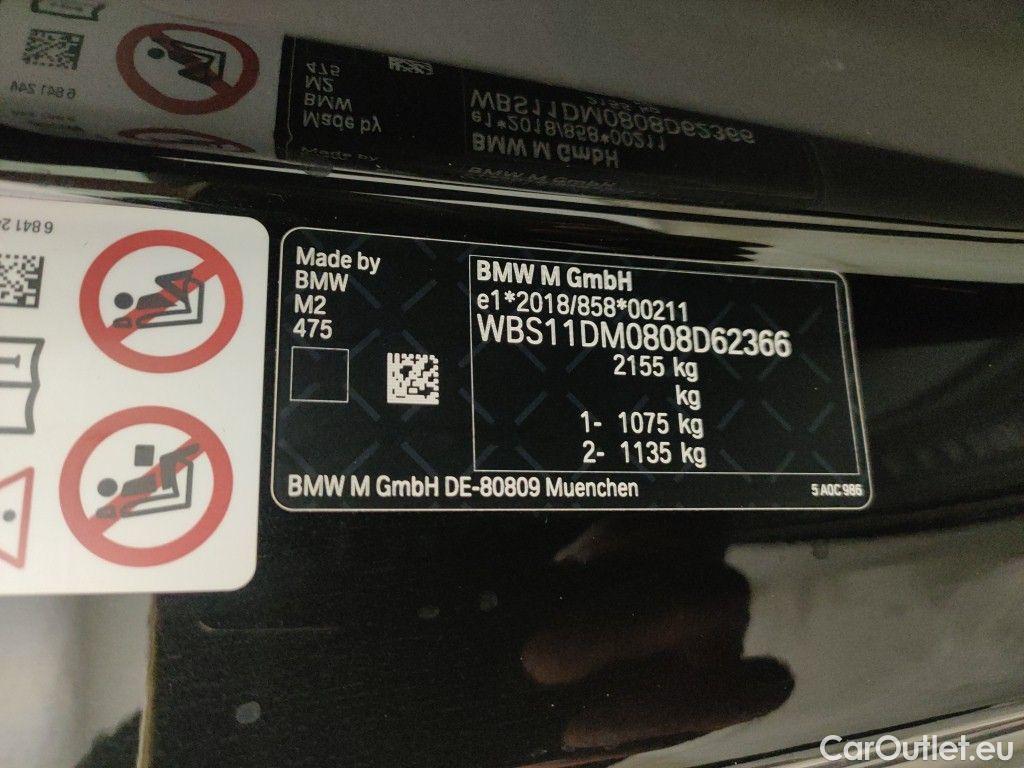 6 841 24
Made by
BMW
M2
475
BMW M GmbH
e1*2018/858*00211
WBS11DM0808D62366
2155 kg
kg
1- 1075 kg
2- 1135 kg
BMW M GmbH DE-80809 Muenchen
5 A0C 986
CarOutlet.eu